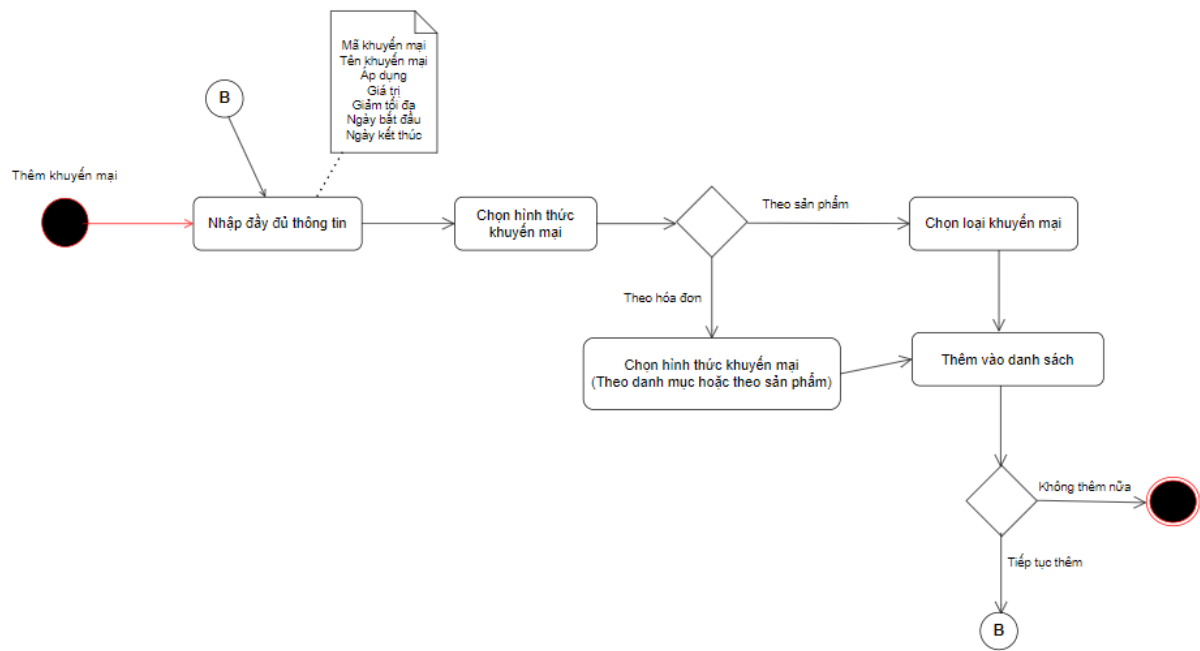 Mã khuyến mại
Tên khuyến mại
Áp dụng
Giá trị
Giảm tối đa
Ngày bắt đầu
Ngày kết thúc
B
Thêm khuyến mại
Nhập đầy đủ thông tin
Chọn hình thức
khuyến mại
Theo sản phẩm
Chọn loại khuyến mại
Theo hóa đơn
Chọn hình thức khuyến mại
(Theo danh mục hoặc theo sản phẩm)
Thêm vào danh sách
Không thêm nữa
Tiếp tục thêm
B